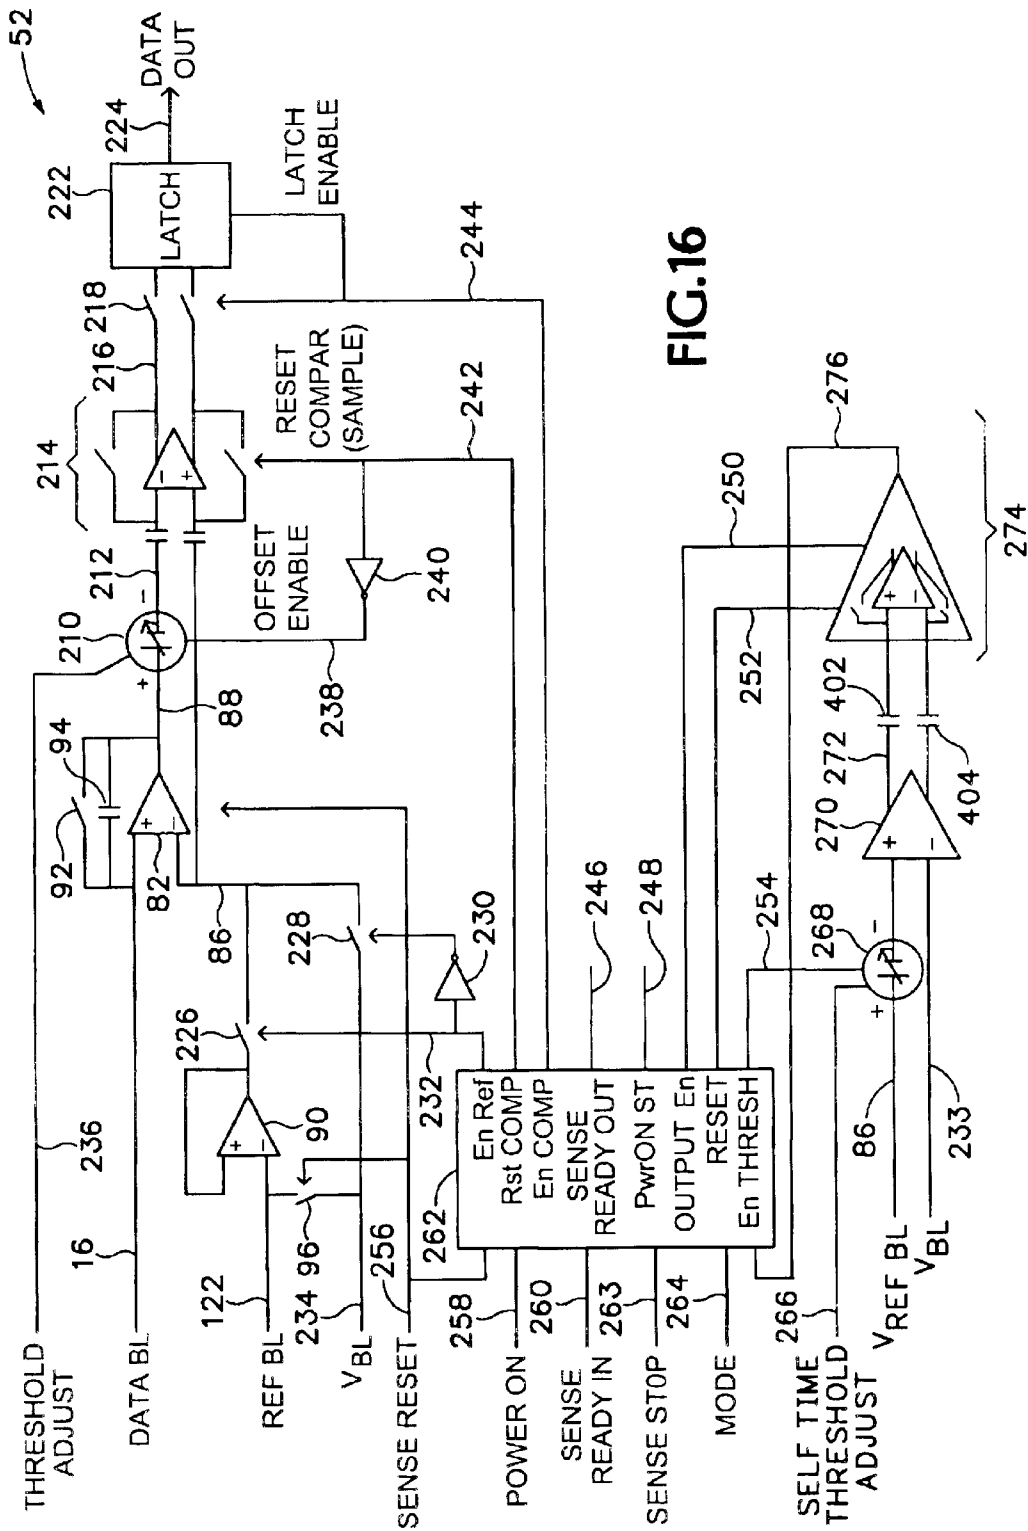 52
THRESHOLD
ADJUST
236
DATA BL
16
92
94
82
+
−
88
210
+
−
212
214
−
+
216
218
222
LATCH
224
DATA
OUT
LATCH
ENABLE
REF BL
122
90
+
−
226
86
228
96
V BL
234
SENSE RESET
256
230
232
238
OFFSET
ENABLE
240
RESET
COMPAR
(SAMPLE)
242
244
262
En Ref
Rst COMP
En COMP
SENSE
READY OUT
PwrON ST
OUTPUT En
RESET
En THRESH
POWER ON
258
SENSE
READY IN
260
SENSE STOP
263
MODE
264
246
248
250
252
254
SELF TIME
THRESHOLD
ADJUST
266
VREF BL
86
VBL
233
268
+
−
270
+
−
272
402
404
+
−
274
276
FIG.16